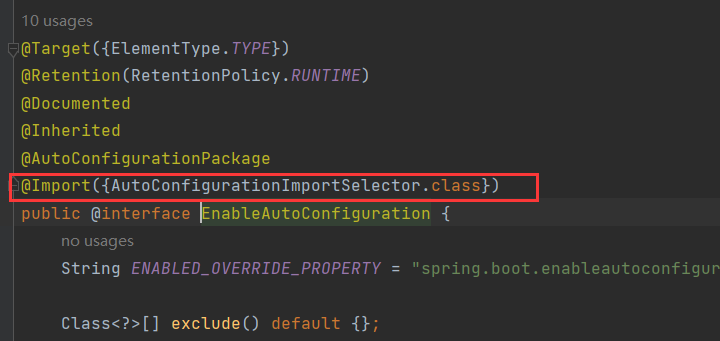 10 usages
@Target({ElementType.TYPE})
@Retention(RetentionPolicy.RUNTIME)
@Documented
@Inherited
@AutoConfigurationPackage
@Import({AutoConfigurationImportSelector.class})
public @interface EnableAutoConfiguration {
no usages
String ENABLED_OVERRIDE_PROPERTY = "spring.boot.enableautoconfigur
Class<?>[] exclude() default {};